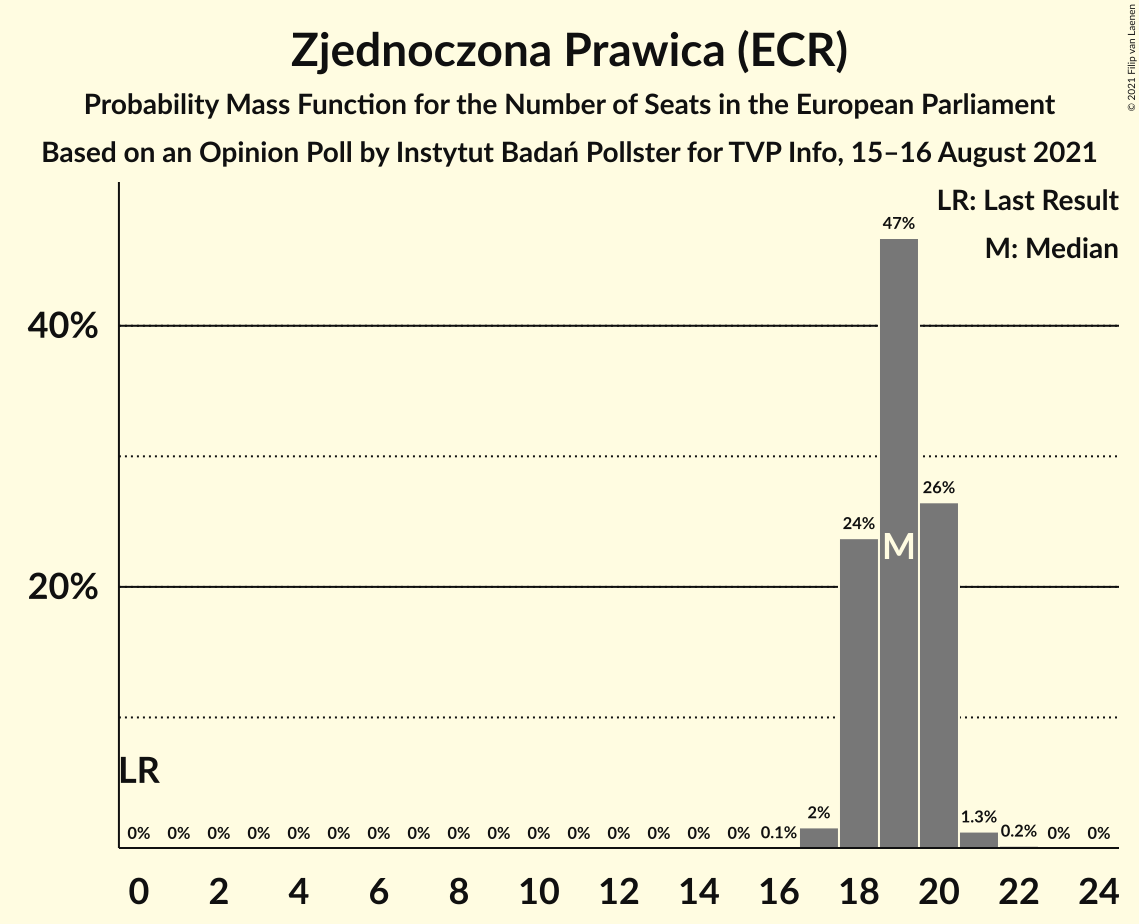 Zjednoczona Prawica (ECR)
Probability Mass Function for the Number of Seats in the European Parliament
Based on an Opinion Poll by Instytut Badań Pollster for TVP Info, 15–16 August 2021
© 2021 Filip van Laenen
LR: Last Result
M: Median
47%
40%
26%
24%
M
20%
LR
0% 0% 0% 0% 0% 0% 0% 0% 0% 0% 0% 0% 0% 0% 0% 0% 0.1% 2% 1.3% 0.2% 0% 0%
0 2 4 6 8 10 12 14 16 18 20 22 24